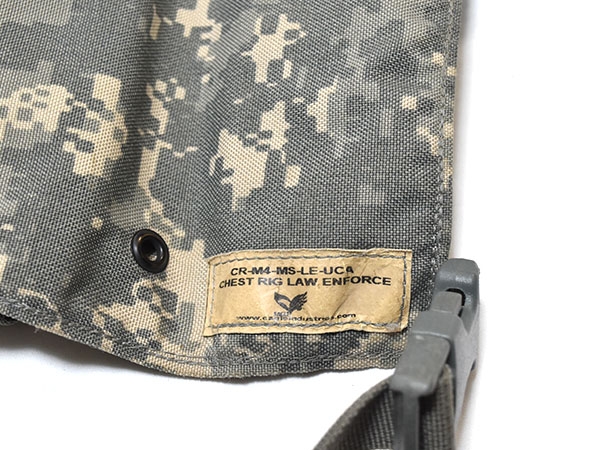 CR-M4-MS-LE-UCA
CHEST RIG LAW ENFORCE